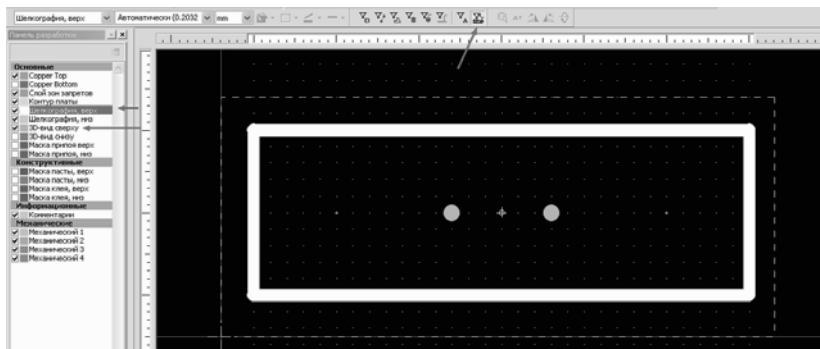 Шелкография, верх
Автоматически (0.2032
mm
Панель разработки
Основные
Copper Top
Copper Bottom
Слой зон запретов
Контур платы
Шелкография, верх
Шелкография, низ
3D-вид сверху
3D-вид снизу
Маска припоя верх
Маска припоя, низ
Конструктивные
Маска пасты, верх
Маска пасты, низ
Маска клея, верх
Маска клея, низ
Информационные
Комментарии
Механические
Механический 1
Механический 2
Механический 3
Механический 4